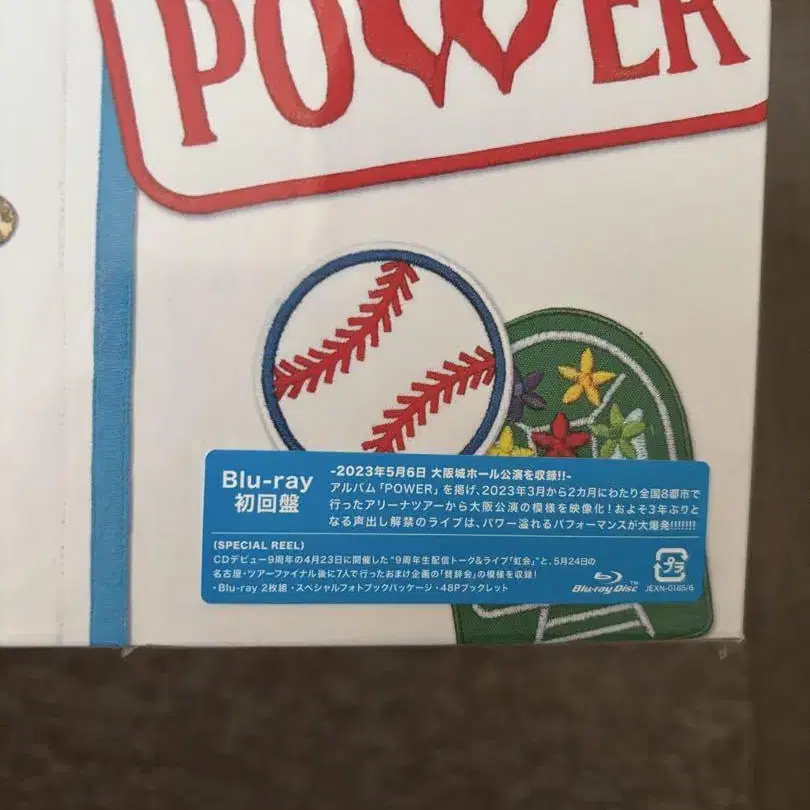 POWER
Blu-ray
初回盤
-2023年5月6日 大阪城ホール公演を収録!!-
アルバム「POWER」を掲げ、2023年3月から2カ月にわたり全国8都市で
行ったアリーナツアーから大阪公演の模様を映像化！およそ3年ぶりと
なる声出し解禁のライブは、パワー溢れるパフォーマンスが大爆発!!!!!!!
(SPECIAL REEL)
CDデビュー9周年の4月23日に開催した"9周年生配信トーク&ライブ「虹会」"と、5月24日の
名古屋・ツアーファイナル後に7人で行ったおまけ企画の「賛辞会」の模様を収録！
・Blu-ray 2枚組・スペシャルフォトブックパッケージ・48Pブックレット
Blu-ray Disc™
プラ
JEXN-0165/6